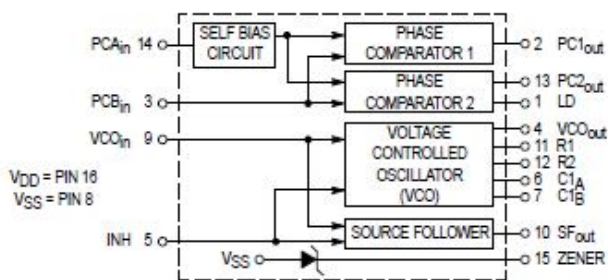 PCAin 14 SELF BIAS CIRCUIT PHASE COMPARATOR 1 2 PC1out
PCBin 3 PHASE COMPARATOR 2 13 PC2out
1 LD
VCOin 9 VOLTAGE CONTROLLED OSCILLATOR (VCO) 4 VCOout
11 R1
12 R2
6 C1A
7 C1B
VDD = PIN 16
VSS = PIN 8
INH 5 SOURCE FOLLOWER 10 SFout
VSS 15 ZENER